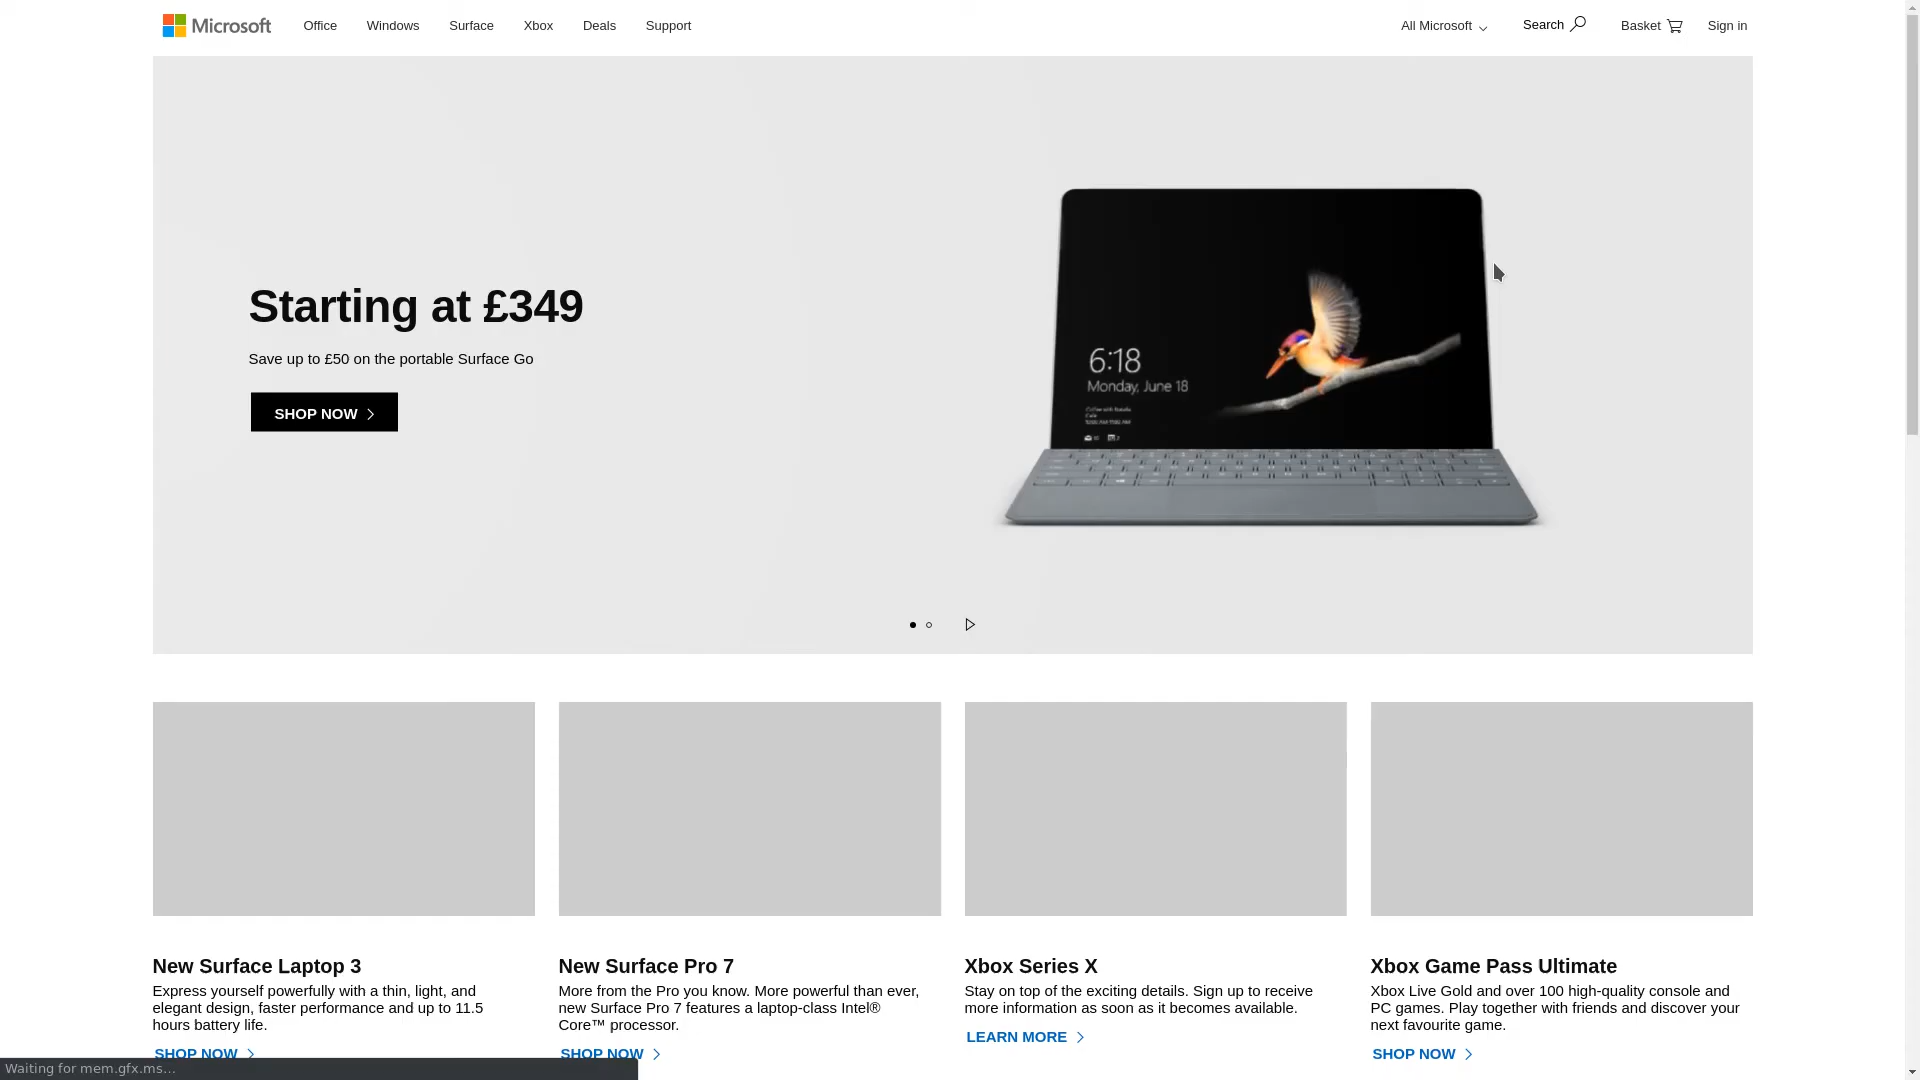 Microsoft
Office
Windows
Surface
Xbox
Deals
Support
All Microsoft
Search
Basket
Sign in
Starting at £349
Save up to £50 on the portable Surface Go
SHOP NOW
6:18
Monday, June 18
New Surface Laptop 3
Express yourself powerfully with a thin, light, and
elegant design, faster performance and up to 11.5
hours battery life.
SHOP NOW
New Surface Pro 7
More from the Pro you know. More powerful than ever,
new Surface Pro 7 features a laptop-class Intel®
Core™ processor.
SHOP NOW
Xbox Series X
Stay on top of the exciting details. Sign up to receive
more information as soon as it becomes available.
LEARN MORE
Xbox Game Pass Ultimate
Xbox Live Gold and over 100 high-quality console and
PC games. Play together with friends and discover your
next favourite game.
SHOP NOW
Waiting for mem.gfx.ms...